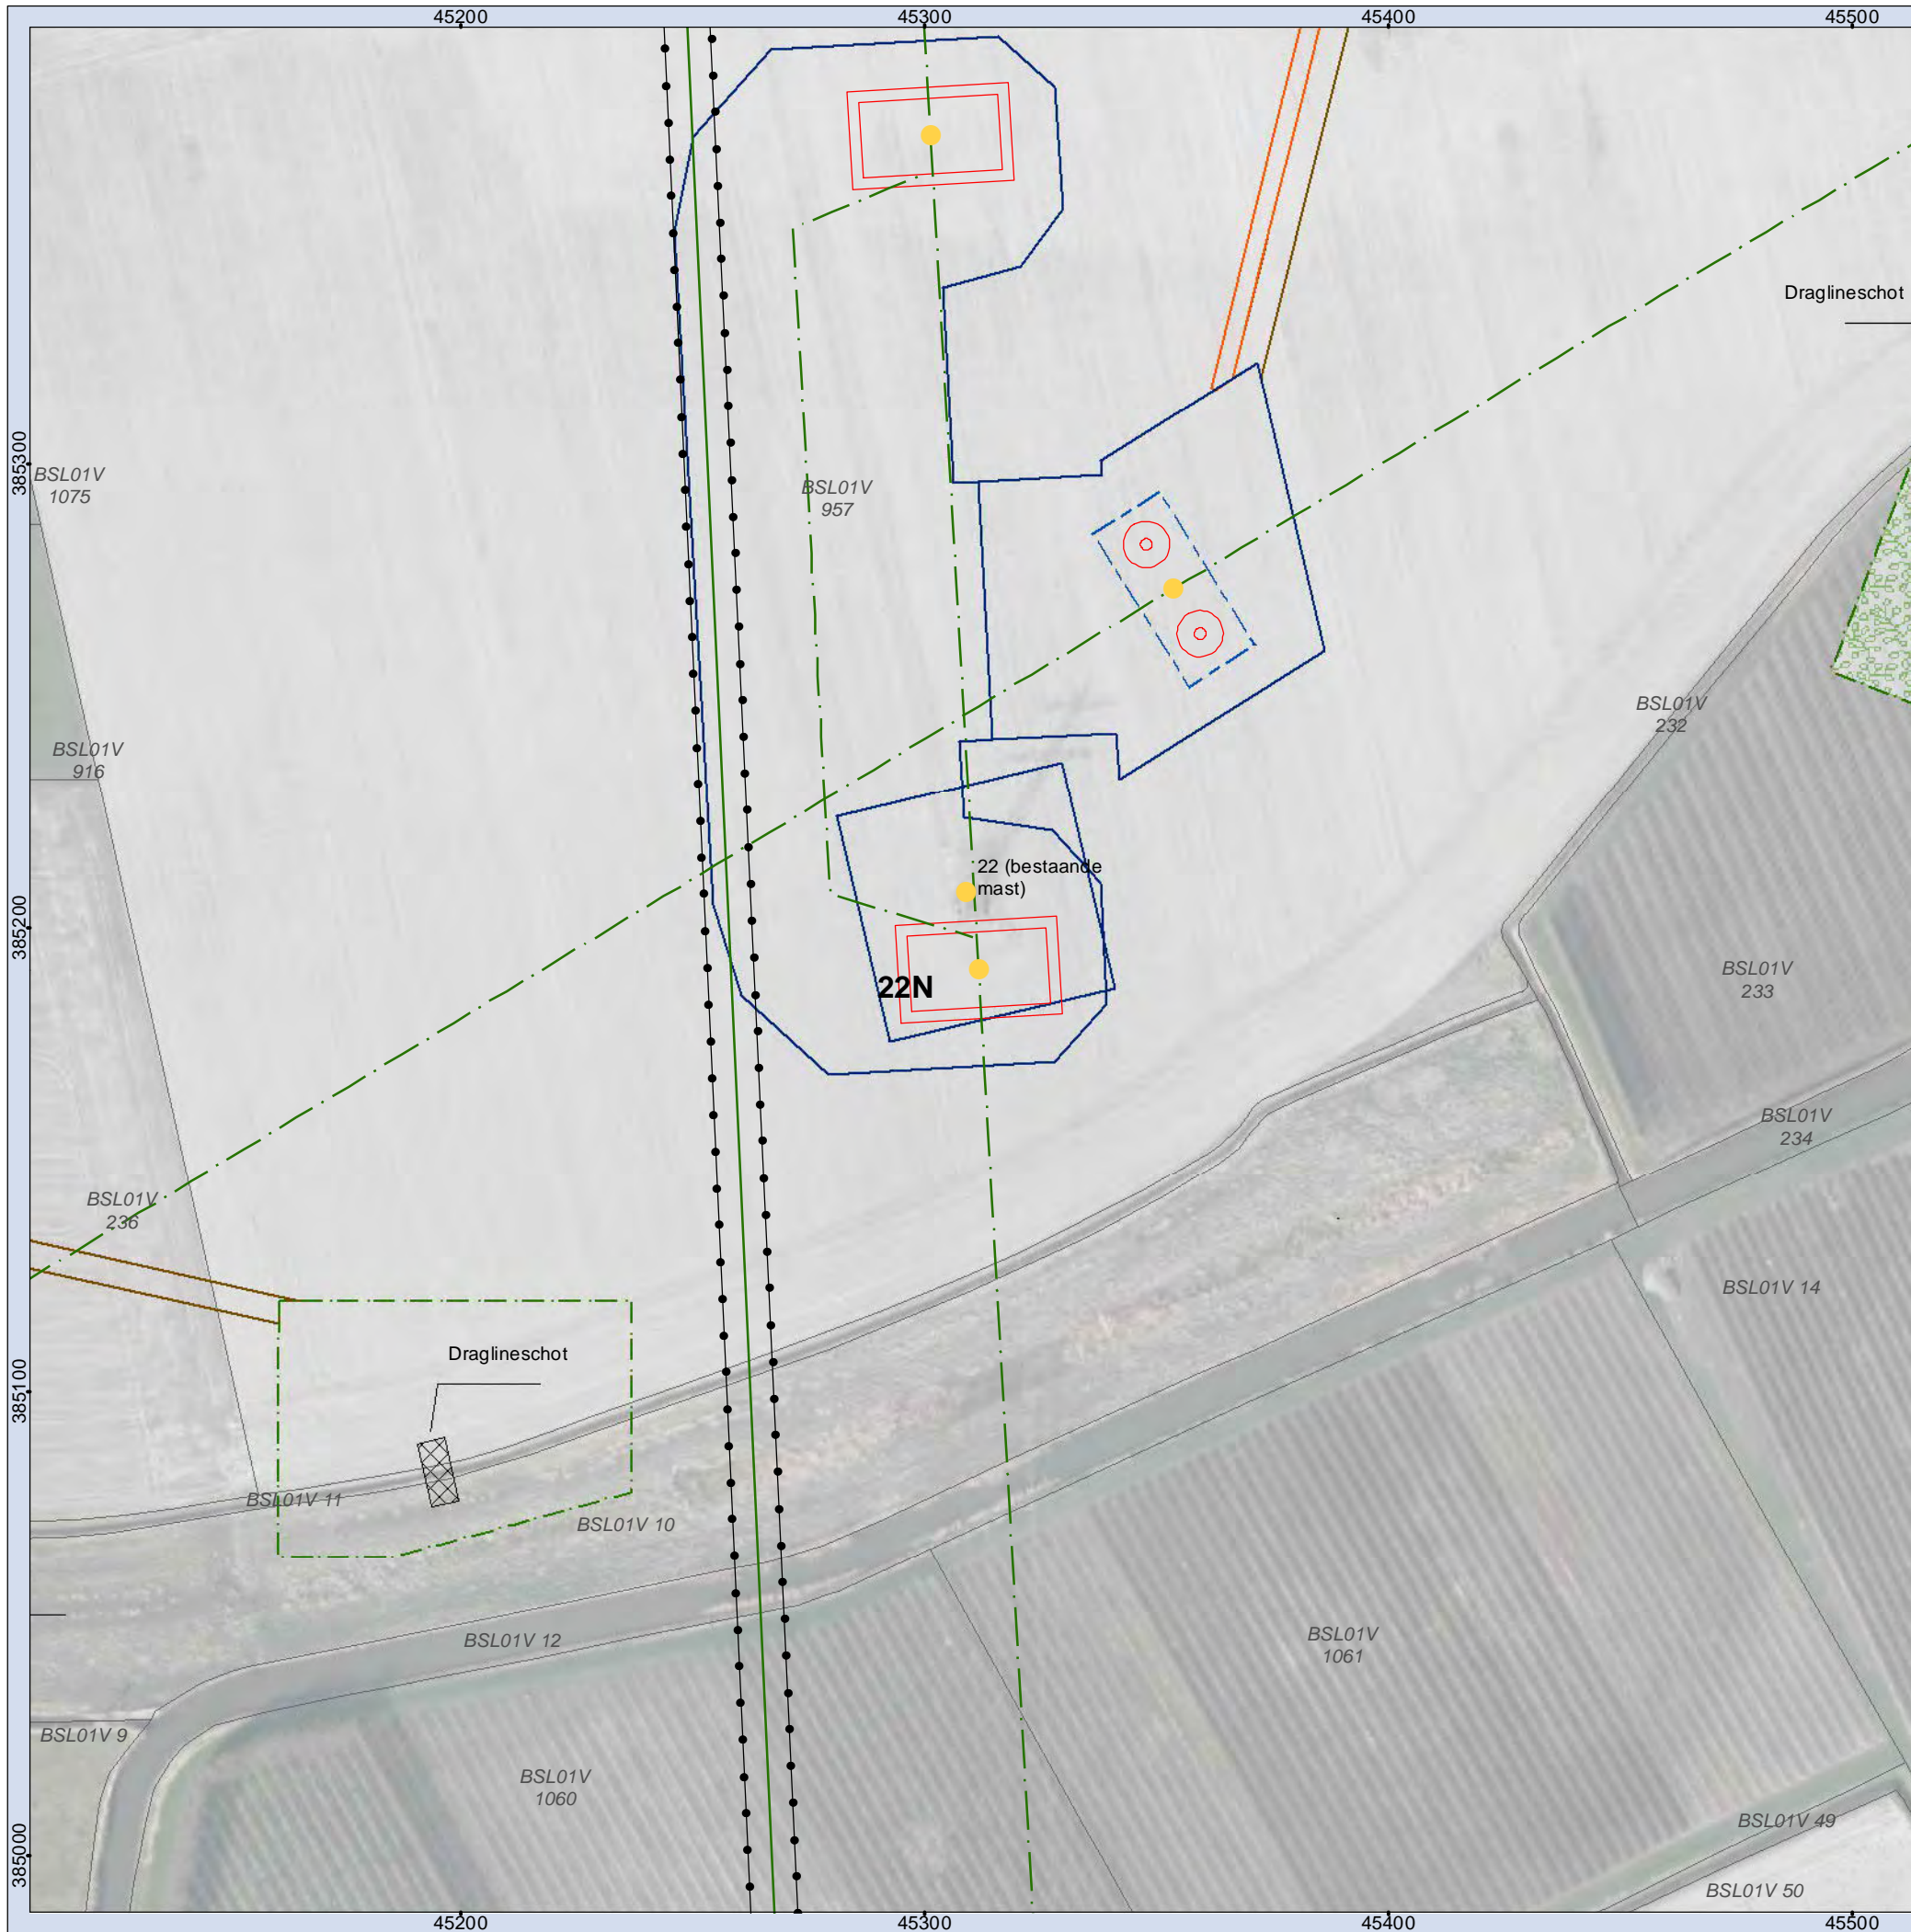 45200
45300
45400
45500
Draglineschot
385300
BSL01V
1075
BSL01V
957
BSL01V
232
BSL01V
916
22 (bestaande
mast)
385200
22N
BSL01V
233
BSL01V
234
BSL01V
236
BSL01V 14
Draglineschot
385100
BSL01V 11
BSL01V 10
BSL01V 12
BSL01V
1061
BSL01V 9
BSL01V
1060
BSL01V 49
385000
BSL01V 50
45200
45300
45400
45500